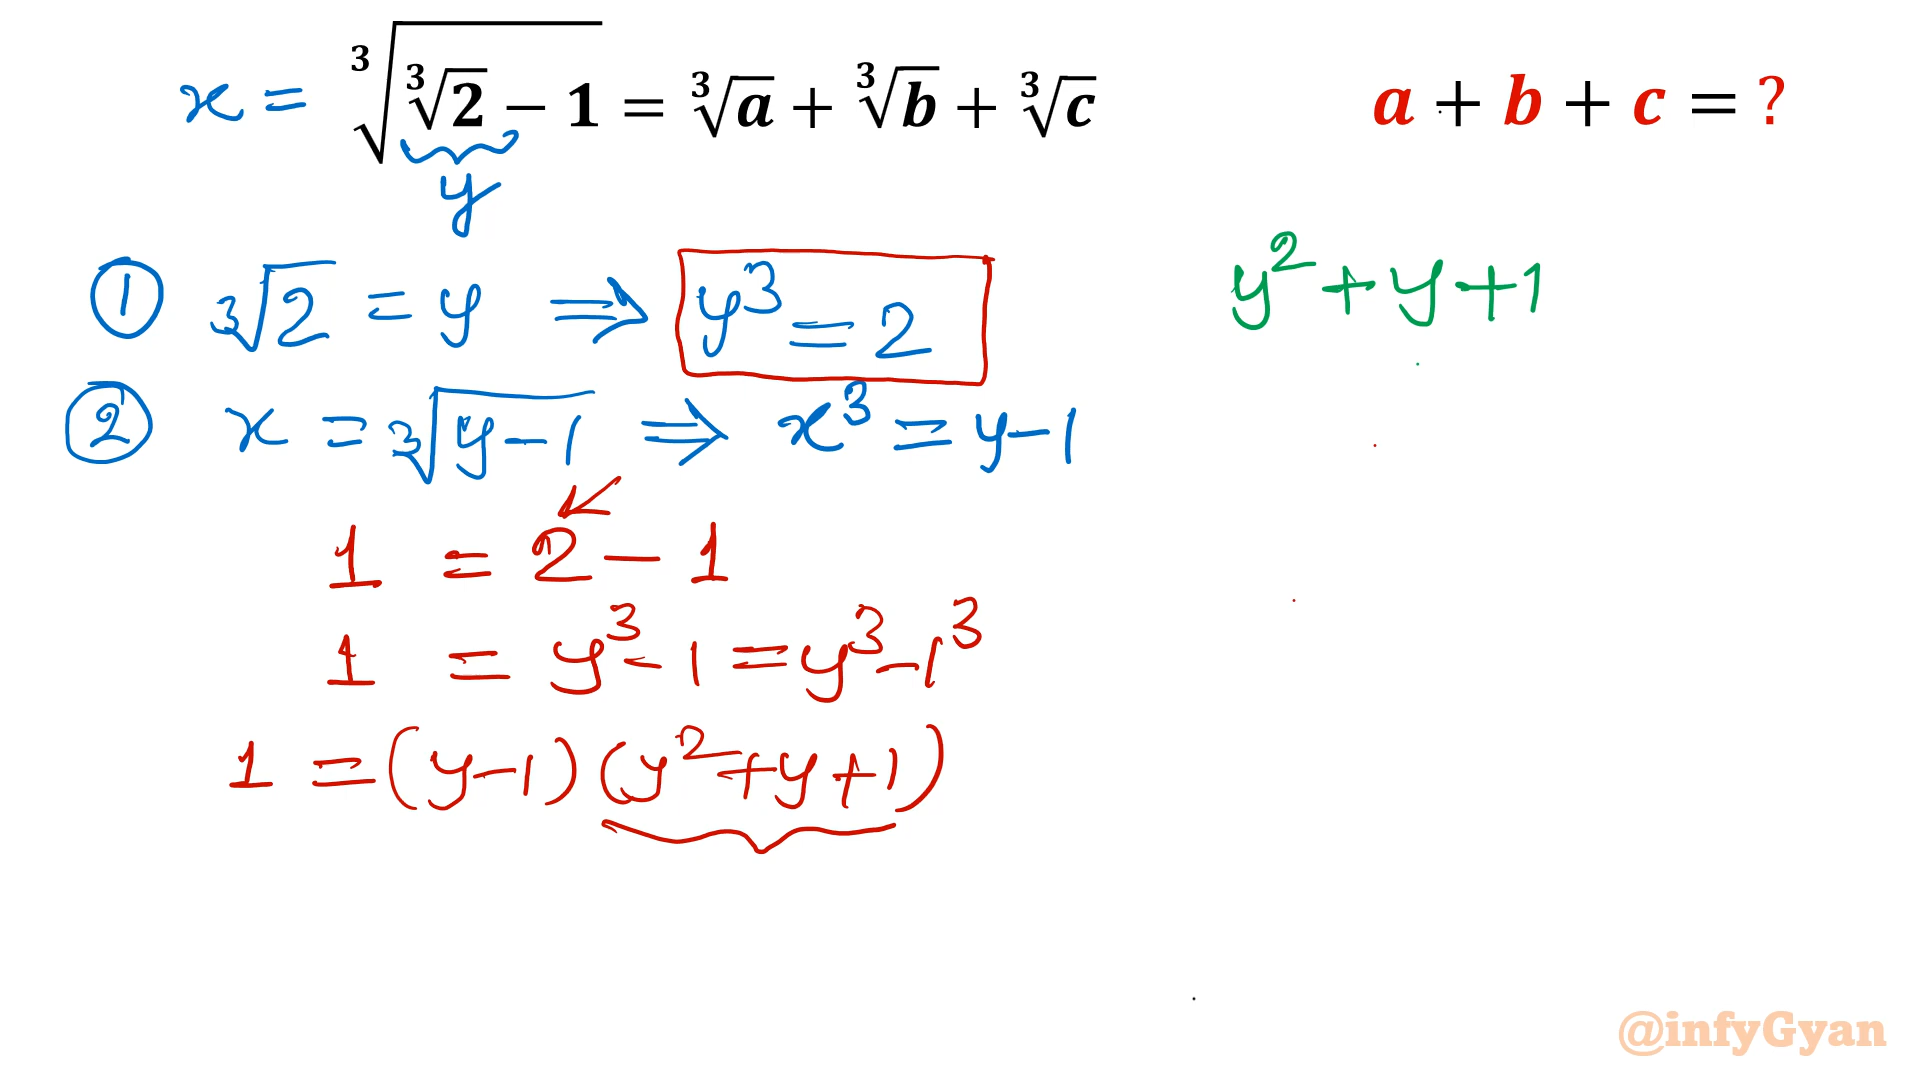 x = ∛(∛2 − 1) = ∛a + ∛b + ∛c
a + b + c = ?
y
① ∛2 = y ⇒ y³ = 2
y² + y + 1
② x = ∛(y − 1) ⇒ x³ = y − 1
1 = 2 − 1
1 = y³ − 1 = y³ − 1³
1 = (y − 1)(y² + y + 1)
@infyGyan